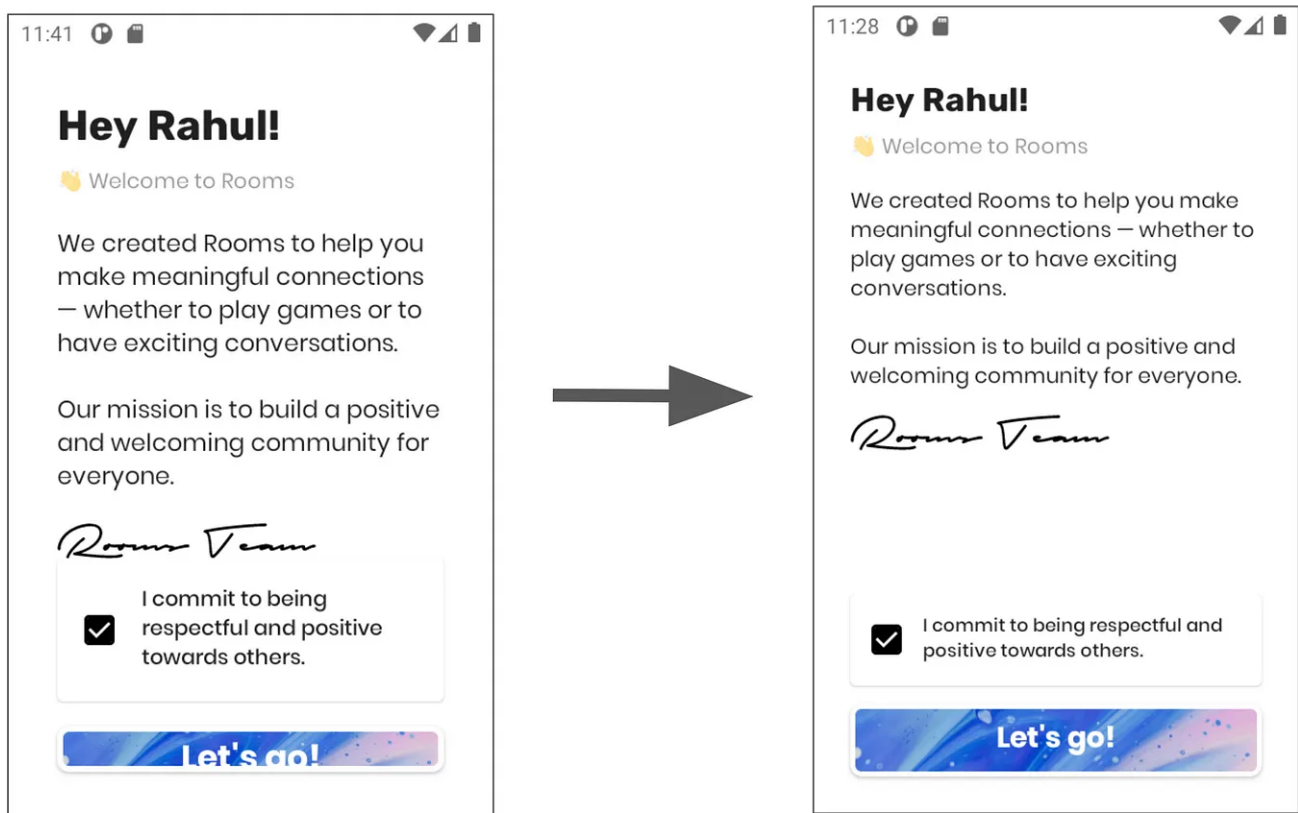 11:41
Hey Rahul!
👋 Welcome to Rooms
We created Rooms to help you
make meaningful connections
— whether to play games or to
have exciting conversations.
Our mission is to build a positive
and welcoming community for
everyone.
Rooms Team
I commit to being
respectful and positive
towards others.
Let's go!
11:28
Hey Rahul!
👋 Welcome to Rooms
We created Rooms to help you make
meaningful connections — whether to
play games or to have exciting
conversations.
Our mission is to build a positive and
welcoming community for everyone.
Rooms Team
I commit to being respectful and
positive towards others.
Let's go!